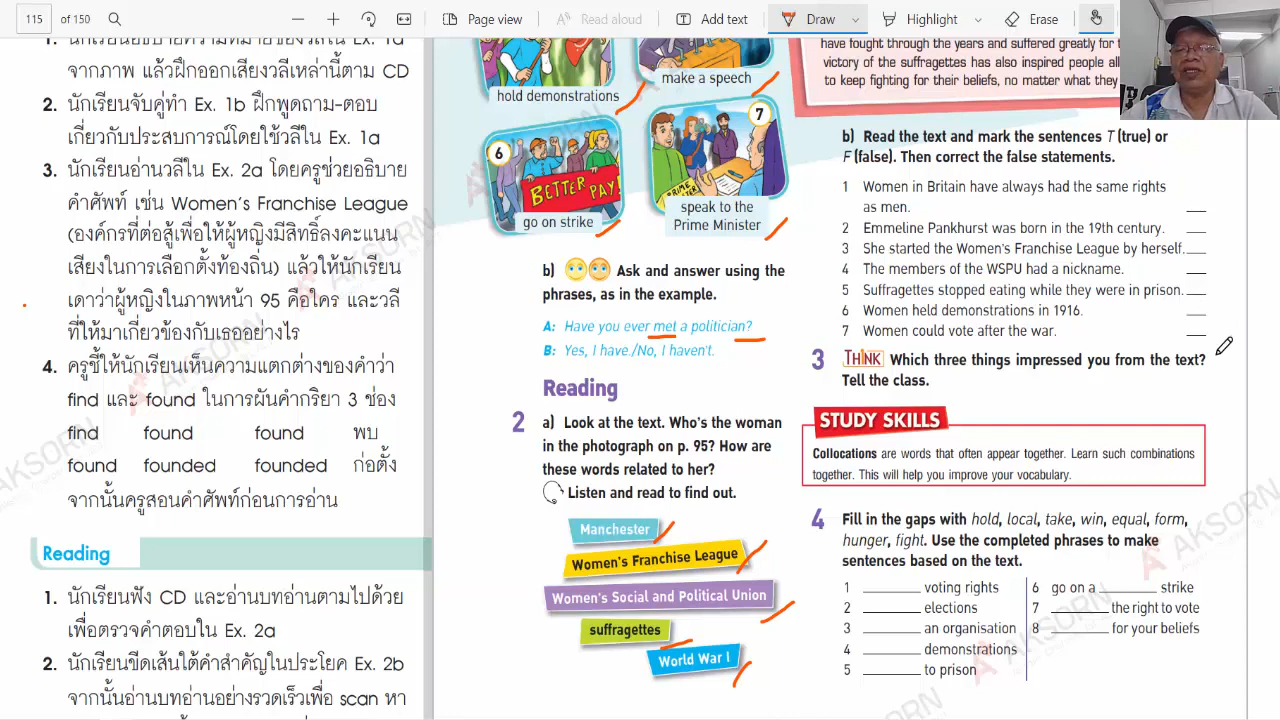 115 of 150
Page view
Read aloud
Add text
Draw
Highlight
Erase
1. นักเรียนอธิบายความหมายของวลีใน Ex. 1a
จากภาพ แล้วฝึกออกเสียงวลีเหล่านี้ตาม CD
2. นักเรียนจับคู่ทำ Ex. 1b ฝึกพูดถาม-ตอบ
เกี่ยวกับประสบการณ์โดยใช้วลีใน Ex. 1a
3. นักเรียนอ่านวลีใน Ex. 2a โดยครูช่วยอธิบาย
คำศัพท์ เช่น Women's Franchise League
(องค์กรที่ต่อสู้เพื่อให้ผู้หญิงมีสิทธิ์ลงคะแนน
เสียงในการเลือกตั้งท้องถิ่น) แล้วให้นักเรียน
เดาว่าผู้หญิงในภาพหน้า 95 คือใคร และวลี
ที่ให้มาเกี่ยวข้องกับเธออย่างไร
4. ครูชี้ให้นักเรียนเห็นความแตกต่างของคำว่า
find และ found ในการผันคำกริยา 3 ช่อง
find found found พบ
found founded founded ก่อตั้ง
จากนั้นครูสอนคำศัพท์ก่อนการอ่าน
Reading
1. นักเรียนฟัง CD และอ่านบทอ่านตามไปด้วย
เพื่อตรวจคำตอบใน Ex. 2a
2. นักเรียนขีดเส้นใต้คำสำคัญในประโยค Ex. 2b
จากนั้นอ่านบทอ่านอย่างรวดเร็วเพื่อ scan หา
hold demonstrations
make a speech
6
BETTER PAY
go on strike
7
speak to the
Prime Minister
b) Ask and answer using the
phrases, as in the example.
A: Have you ever met a politician?
B: Yes, I have./No, I haven't.
Reading
2 a) Look at the text. Who's the woman
in the photograph on p. 95? How are
these words related to her?
Listen and read to find out.
Manchester
Women's Franchise League
Women's Social and Political Union
suffragettes
World War I
have fought through the years and suffered greatly for
victory of the suffragettes has also inspired people all
to keep fighting for their beliefs, no matter what they
b) Read the text and mark the sentences T (true) or
F (false). Then correct the false statements.
1 Women in Britain have always had the same rights
as men. __
2 Emmeline Pankhurst was born in the 19th century. __
3 She started the Women's Franchise League by herself. __
4 The members of the WSPU had a nickname. __
5 Suffragettes stopped eating while they were in prison. __
6 Women held demonstrations in 1916. __
7 Women could vote after the war. __
3 THINK Which three things impressed you from the text?
Tell the class.
STUDY SKILLS
Collocations are words that often appear together. Learn such combinations
together. This will help you improve your vocabulary.
4 Fill in the gaps with hold, local, take, win, equal, form,
hunger, fight. Use the completed phrases to make
sentences based on the text.
1 ______ voting rights
2 ______ elections
3 ______ an organisation
4 ______ demonstrations
5 ______ to prison
6 go on a ______ strike
7 ______ the right to vote
8 ______ for your beliefs
AKSORN
AKSORN
AKSORN
AKSORN